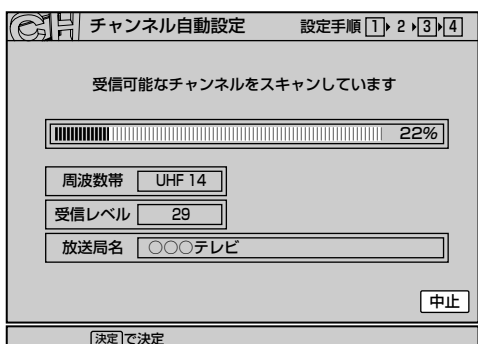 CH チャンネル自動設定 設定手順 1 2 3 4
受信可能なチャンネルをスキャンしています
22%
周波数帯 UHF 14
受信レベル 29
放送局名 ○○○テレビ
中止
決定で決定